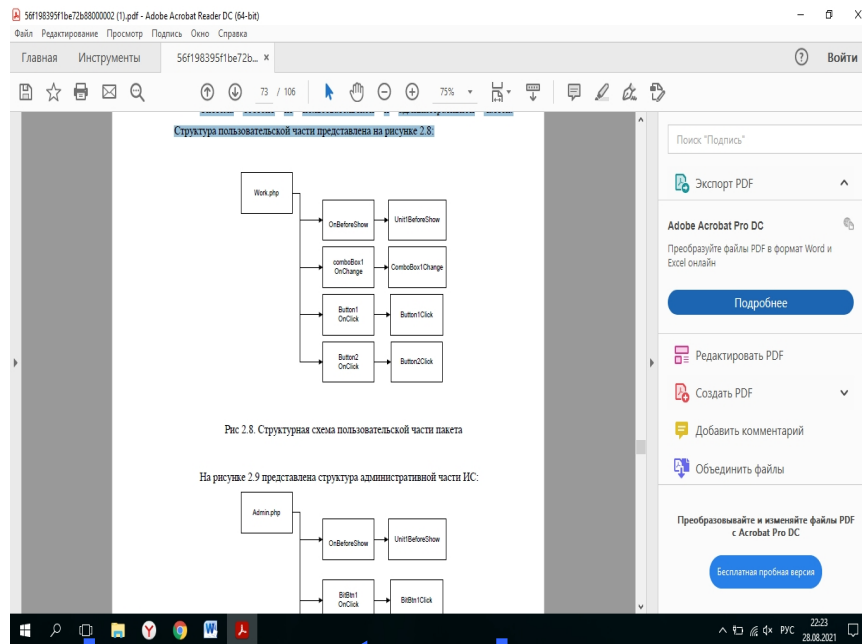 56f198395f1be72b88000002 (1).pdf - Adobe Acrobat Reader DC (64-bit)
Файл Редактирование Просмотр Подпись Окно Справка
Главная Инструменты 56f198395f1be72b... × Войти
73 / 106 75%
Структура пользовательской части представлена на рисунке 2.8:
Work.php
OnBeforeShow Unit1BeforeShow
comboBox1
OnChange
ComboBox1Change
Button1
OnClick
Button1Click
Button2
OnClick
Button2Click
Рис 2.8. Структурная схема пользовательской части пакета
На рисунке 2.9 представлена структура административной части ИС:
Admin.php
OnBeforeShow Unit1BeforeShow
BitBtn1
OnClick
BitBtn1Click
Поиск "Подпись"
Экспорт PDF
Adobe Acrobat Pro DC
Преобразуйте файлы PDF в формат Word и
Excel онлайн
Подробнее
Редактировать PDF
Создать PDF
Добавить комментарий
Объединить файлы
Преобразовывайте и изменяйте файлы PDF
с Acrobat Pro DC
Бесплатная пробная версия
РУС
22:23
28.08.2021